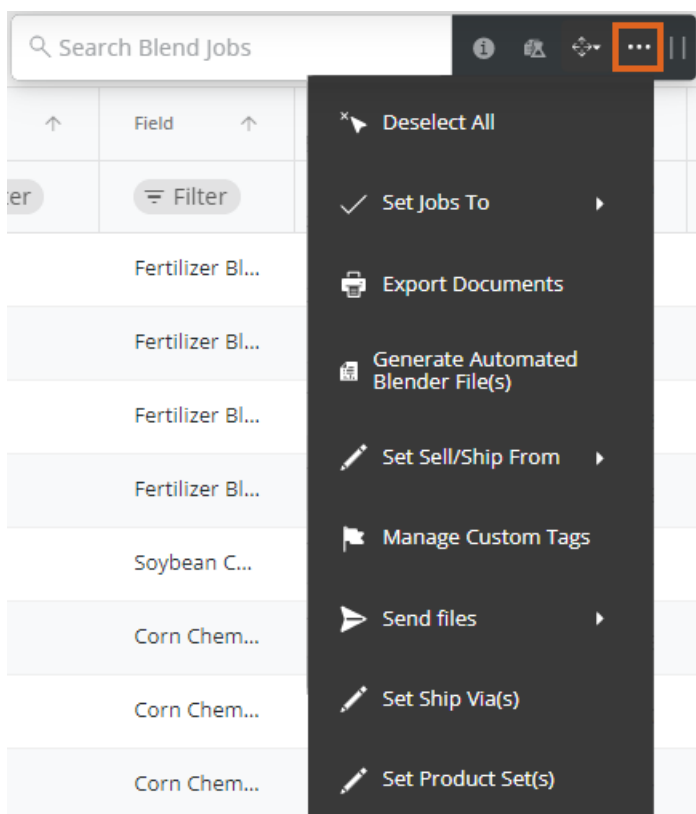 Search Blend Jobs
Field
er
Filter
Fertilizer Bl...
Fertilizer Bl...
Fertilizer Bl...
Fertilizer Bl...
Soybean C...
Corn Chem...
Corn Chem...
Corn Chem...
Deselect All
Set Jobs To
Export Documents
Generate Automated
Blender File(s)
Set Sell/Ship From
Manage Custom Tags
Send files
Set Ship Via(s)
Set Product Set(s)